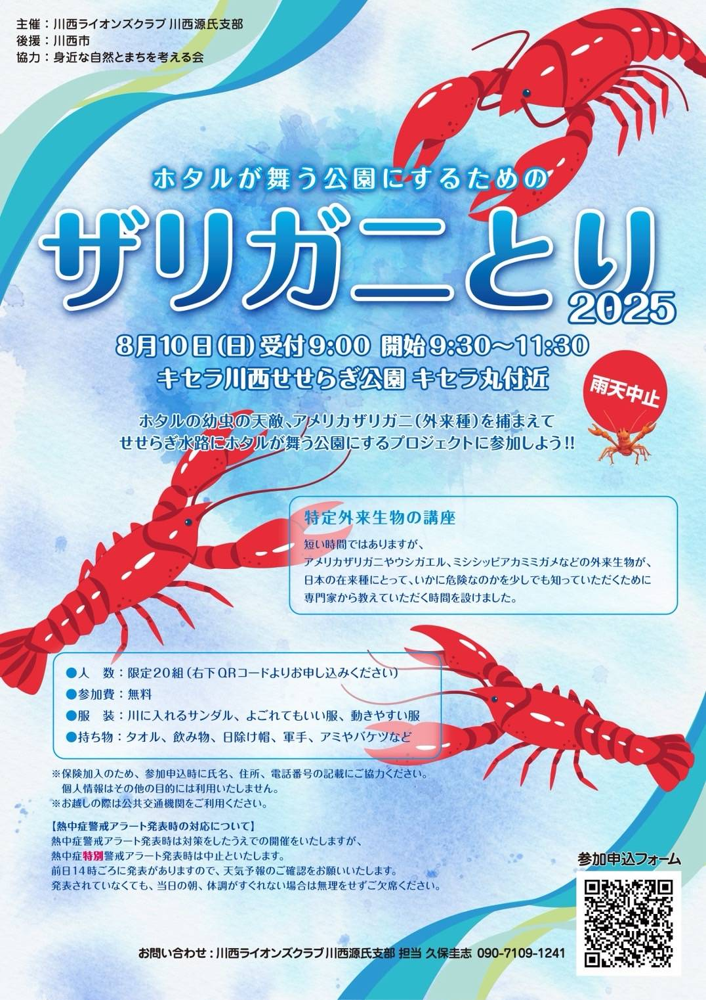 主催：川西ライオンズクラブ 川西源氏支部
後援：川西市
協力：身近な自然とまちを考える会
ホタルが舞う公園にするための
ザリガニとり
2025
8月10日（日）受付9:00 開始9:30～11:30
キセラ川西せせらぎ公園 キセラ丸付近
雨天中止
ホタルの幼虫の天敵、アメリカザリガニ（外来種）を捕まえて
せせらぎ水路にホタルが舞う公園にするプロジェクトに参加しよう!!
特定外来生物の講座
短い時間ではありますが、
アメリカザリガニやウシガエル、ミシシッピアカミミガメなどの外来生物が、
日本の在来種にとって、いかに危険なのかを少しでも知っていただくために
専門家から教えていただく時間を設けました。
●人　数：限定20組（右下QRコードよりお申し込みください）
●参加費：無料
●服　装：川に入れるサンダル、よごれてもいい服、動きやすい服
●持ち物：タオル、飲み物、日除け帽、軍手、アミやバケツなど
※保険加入のため、参加申込時に氏名、住所、電話番号の記載にご協力ください。
個人情報はその他の目的には利用いたしません。
※お越しの際は公共交通機関をご利用ください。
【熱中症警戒アラート発表時の対応について】
熱中症警戒アラート発表時は対策をしたうえでの開催をいたしますが、
熱中症特別警戒アラート発表時は中止といたします。
前日14時ごろに発表がありますので、天気予報のご確認をお願いいたします。
発表されていなくても、当日の朝、体調がすぐれない場合は無理をせずご欠席ください。
参加申込フォーム
お問い合わせ：川西ライオンズクラブ川西源氏支部 担当 久保圭志 090-7109-1241